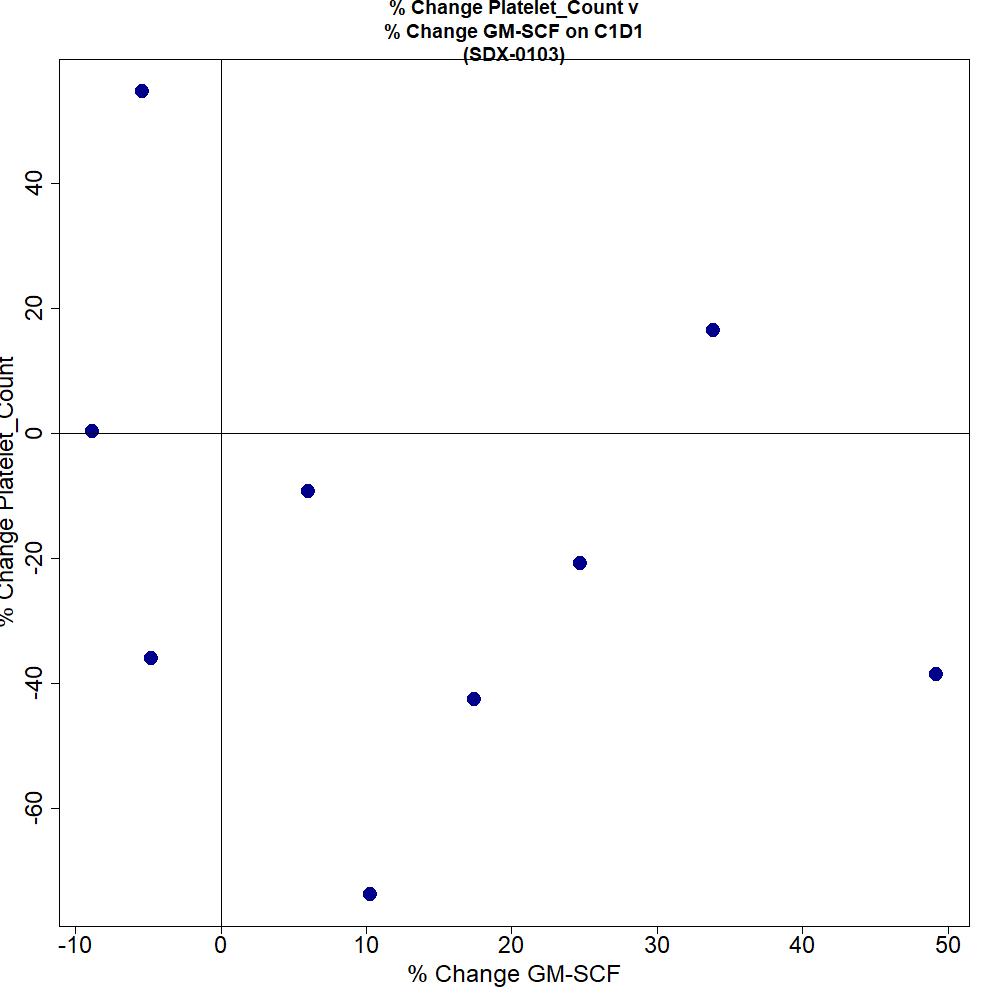 % Change Platelet_Count v
% Change GM-SCF on C1D1
(SDX-0103)
% Change Platelet_Count
40
20
0
-20
-40
-60
-10
0
10
20
30
40
50
% Change GM-SCF